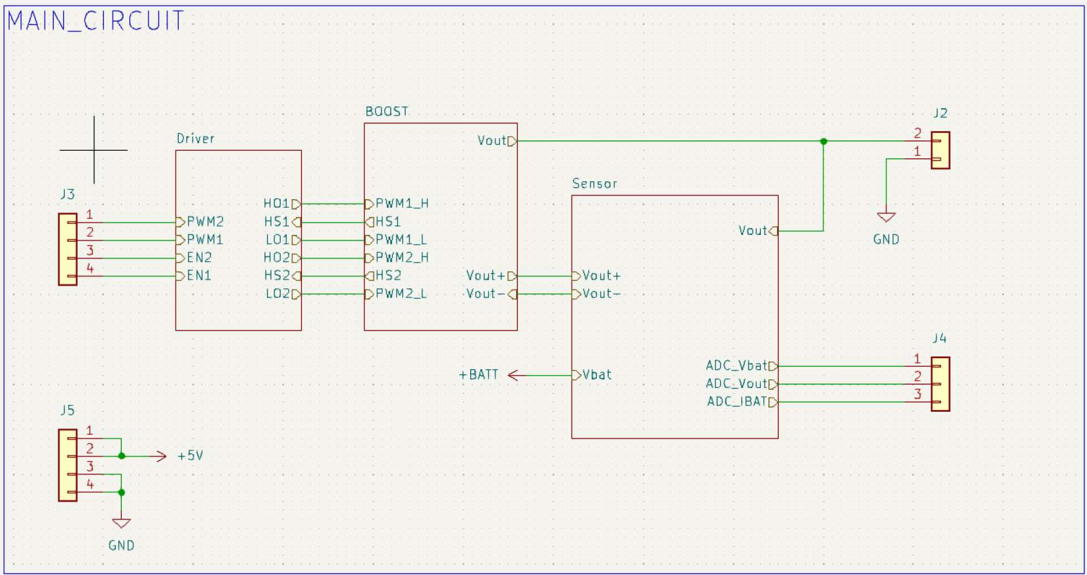 MAIN_CIRCUIT
BOOST
J2
Driver
Vout
2
1
Sensor
J3
HO1
PWM1_H
1
PWM2
HS1
HS1
Vout
GND
2
PWM1
LO1
PWM1_L
3
EN2
HO2
PWM2_H
4
EN1
HS2
HS2
Vout+
Vout+
LO2
PWM2_L
Vout-
Vout-
J4
ADC_Vbat
1
+BATT
Vbat
ADC_Vout
2
ADC_IBAT
3
J5
1
2
+5V
3
4
GND